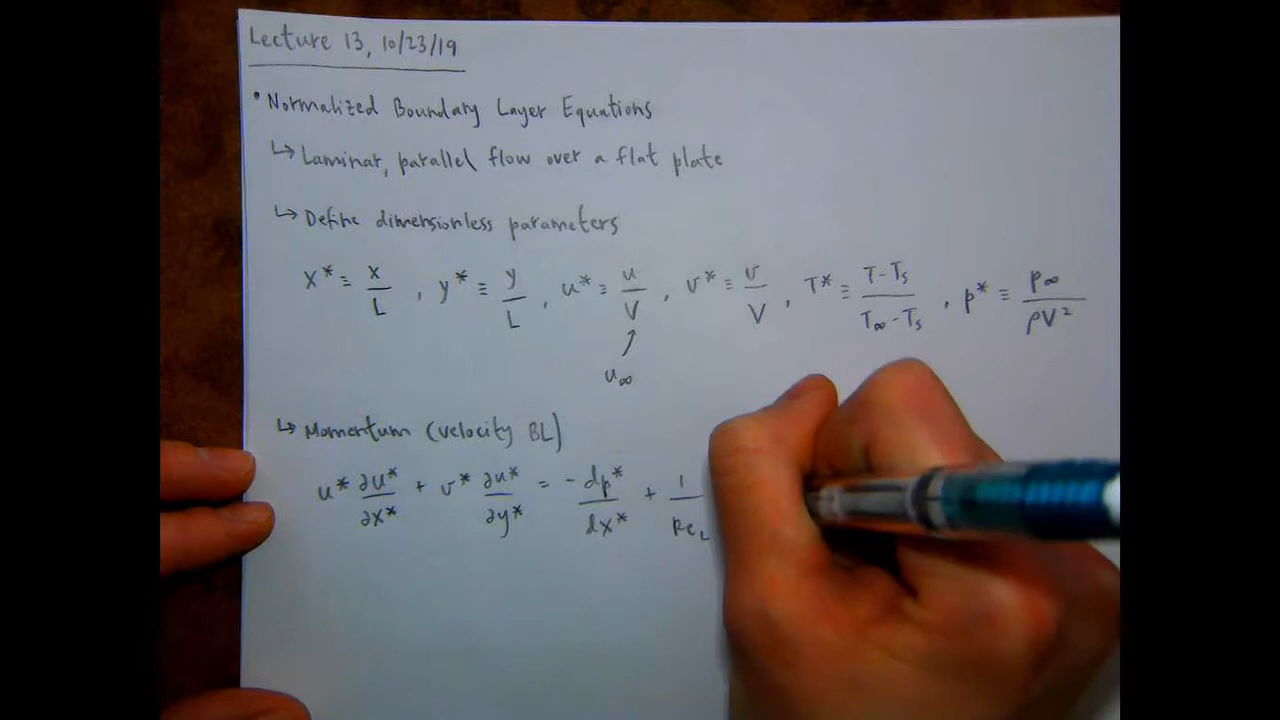 Lecture 13, 10/23/19
• Normalized Boundary Layer Equations
↳ Laminar, parallel flow over a flat plate
↳ Define dimensionless parameters
x* ≡ x/L , y* ≡ y/L , u* ≡ u/V , v* ≡ v/V , T* ≡ (T-Ts)/(T∞-Ts) , p* ≡ p∞/ρV²
↗
u∞
↳ Momentum (velocity BL)
u* ∂u*/∂x* + v* ∂u*/∂y* = - dp*/dx* + 1/ReL